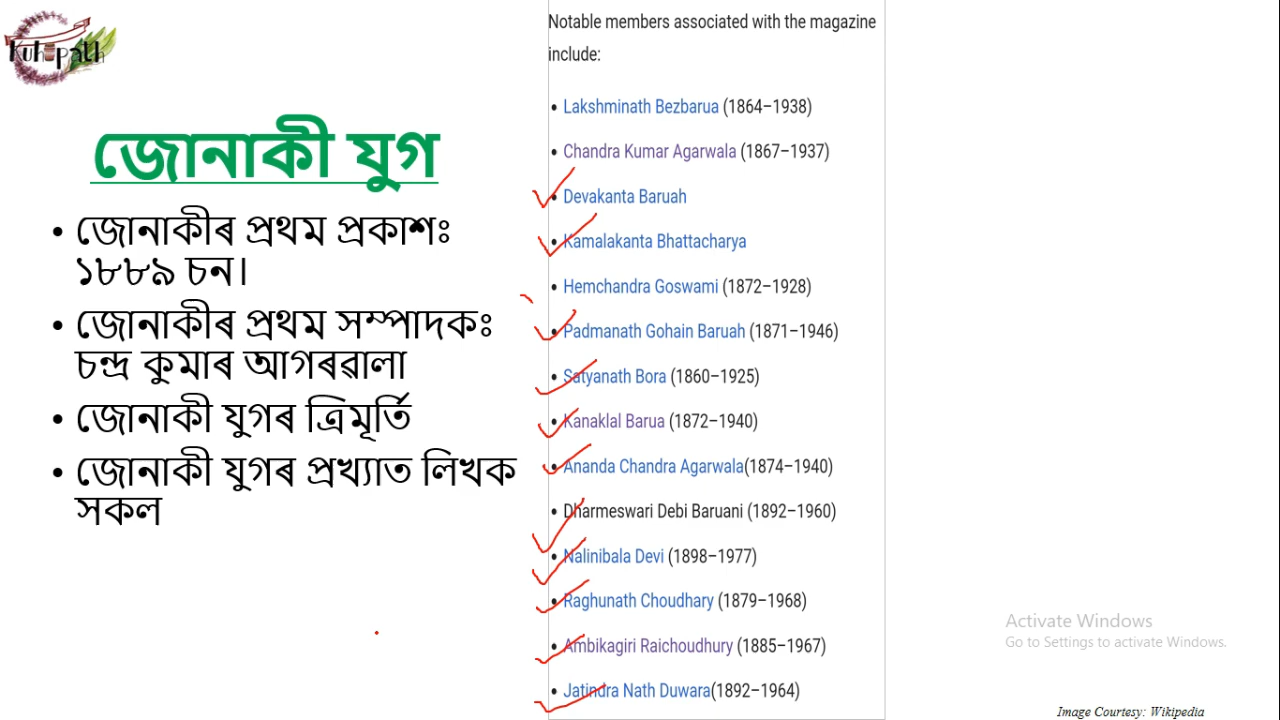 Kuhipath
জোনাকী যুগ
• জোনাকীৰ প্ৰথম প্ৰকাশঃ
১৮৮৯ চন।
• জোনাকীৰ প্ৰথম সম্পাদকঃ
চন্দ্ৰ কুমাৰ আগৰৱালা
• জোনাকী যুগৰ ত্ৰিমূৰ্তি
• জোনাকী যুগৰ প্ৰখ্যাত লিখক
সকল
Notable members associated with the magazine
include:
• Lakshminath Bezbarua (1864–1938)
• Chandra Kumar Agarwala (1867–1937)
• Devakanta Baruah
• Kamalakanta Bhattacharya
• Hemchandra Goswami (1872–1928)
• Padmanath Gohain Baruah (1871–1946)
• Satyanath Bora (1860–1925)
• Kanaklal Barua (1872–1940)
• Ananda Chandra Agarwala(1874–1940)
• Dharmeswari Debi Baruani (1892–1960)
• Nalinibala Devi (1898–1977)
• Raghunath Choudhary (1879–1968)
• Ambikagiri Raichoudhury (1885–1967)
• Jatindra Nath Duwara(1892–1964)
Activate Windows
Go to Settings to activate Windows.
Image Courtesy: Wikipedia